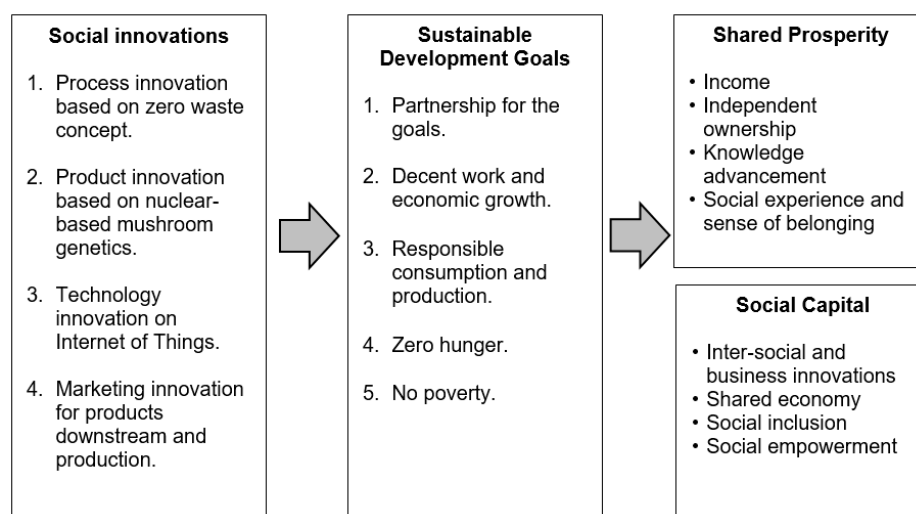 Social innovations
1. Process innovation
based on zero waste
concept.
2. Product innovation
based on nuclear-
based mushroom
genetics.
3. Technology
innovation on
Internet of Things.
4. Marketing innovation
for products
downstream and
production.
Sustainable
Development Goals
1. Partnership for the
goals.
2. Decent work and
economic growth.
3. Responsible
consumption and
production.
4. Zero hunger.
5. No poverty.
Shared Prosperity
• Income
• Independent
ownership
• Knowledge
advancement
• Social experience and
sense of belonging
Social Capital
• Inter-social and
business innovations
• Shared economy
• Social inclusion
• Social empowerment